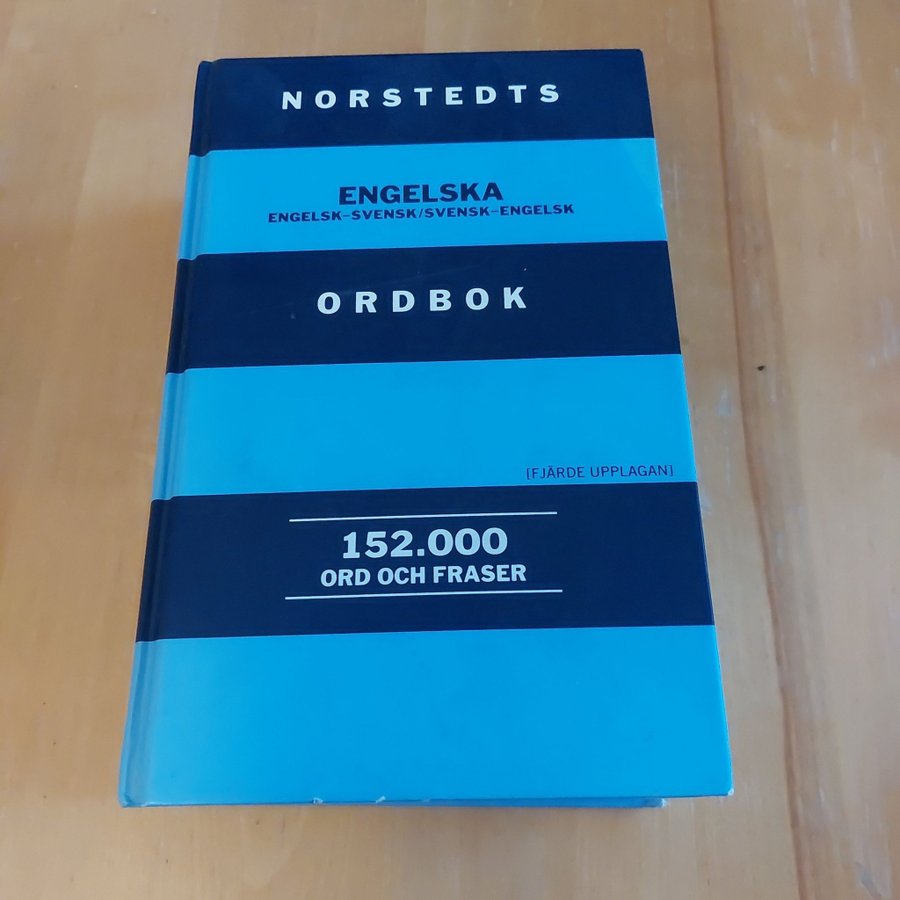 NORSTEDTS
ENGELSKA
ENGELSK–SVENSK/SVENSK–ENGELSK
ORDBOK
[FJÄRDE UPPLAGAN]
152.000
ORD OCH FRASER